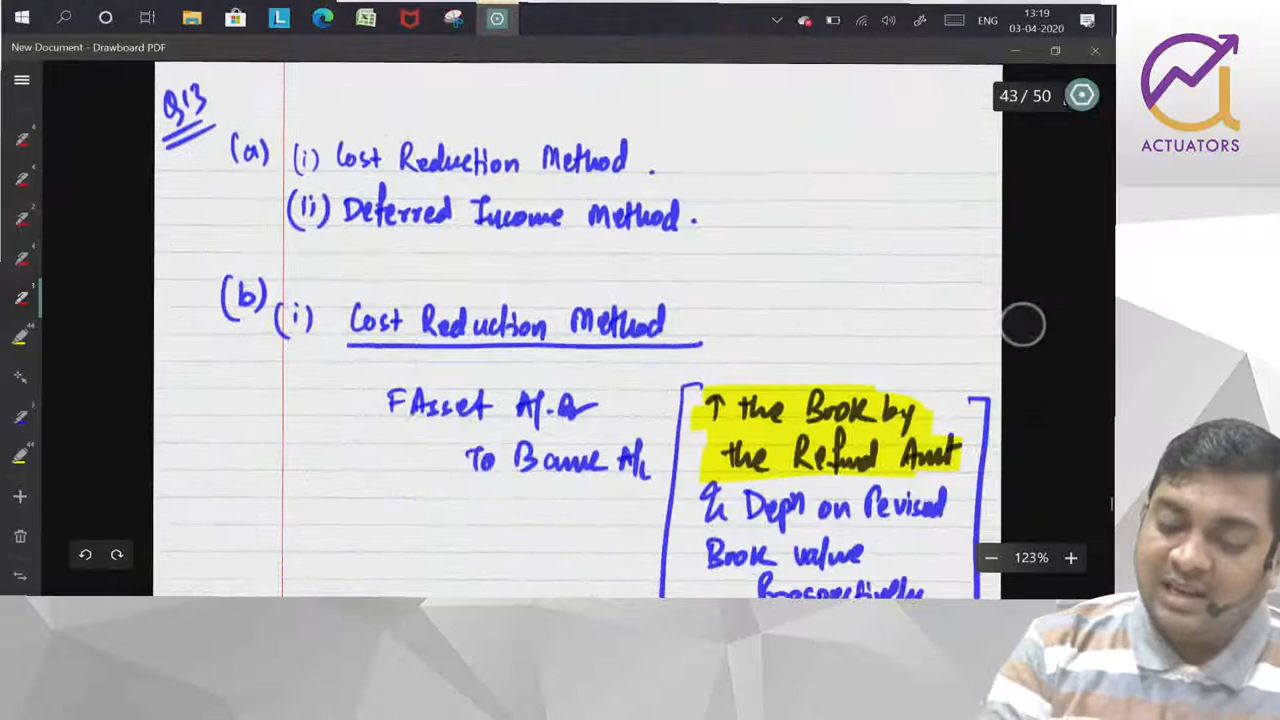 ENG
13:19
03-04-2020
New Document - Drawboard PDF
43 / 50
ACTUATORS
Q13
(a) (i) Cost Reduction Method.
(ii) Deferred Income Method.
(b) (i) Cost Reduction Method
F Asset A/c. Dr
To Bank A/c
↑ the Book by
the Refund Amt
& Depn on revised
Book value
Prospectively
123%